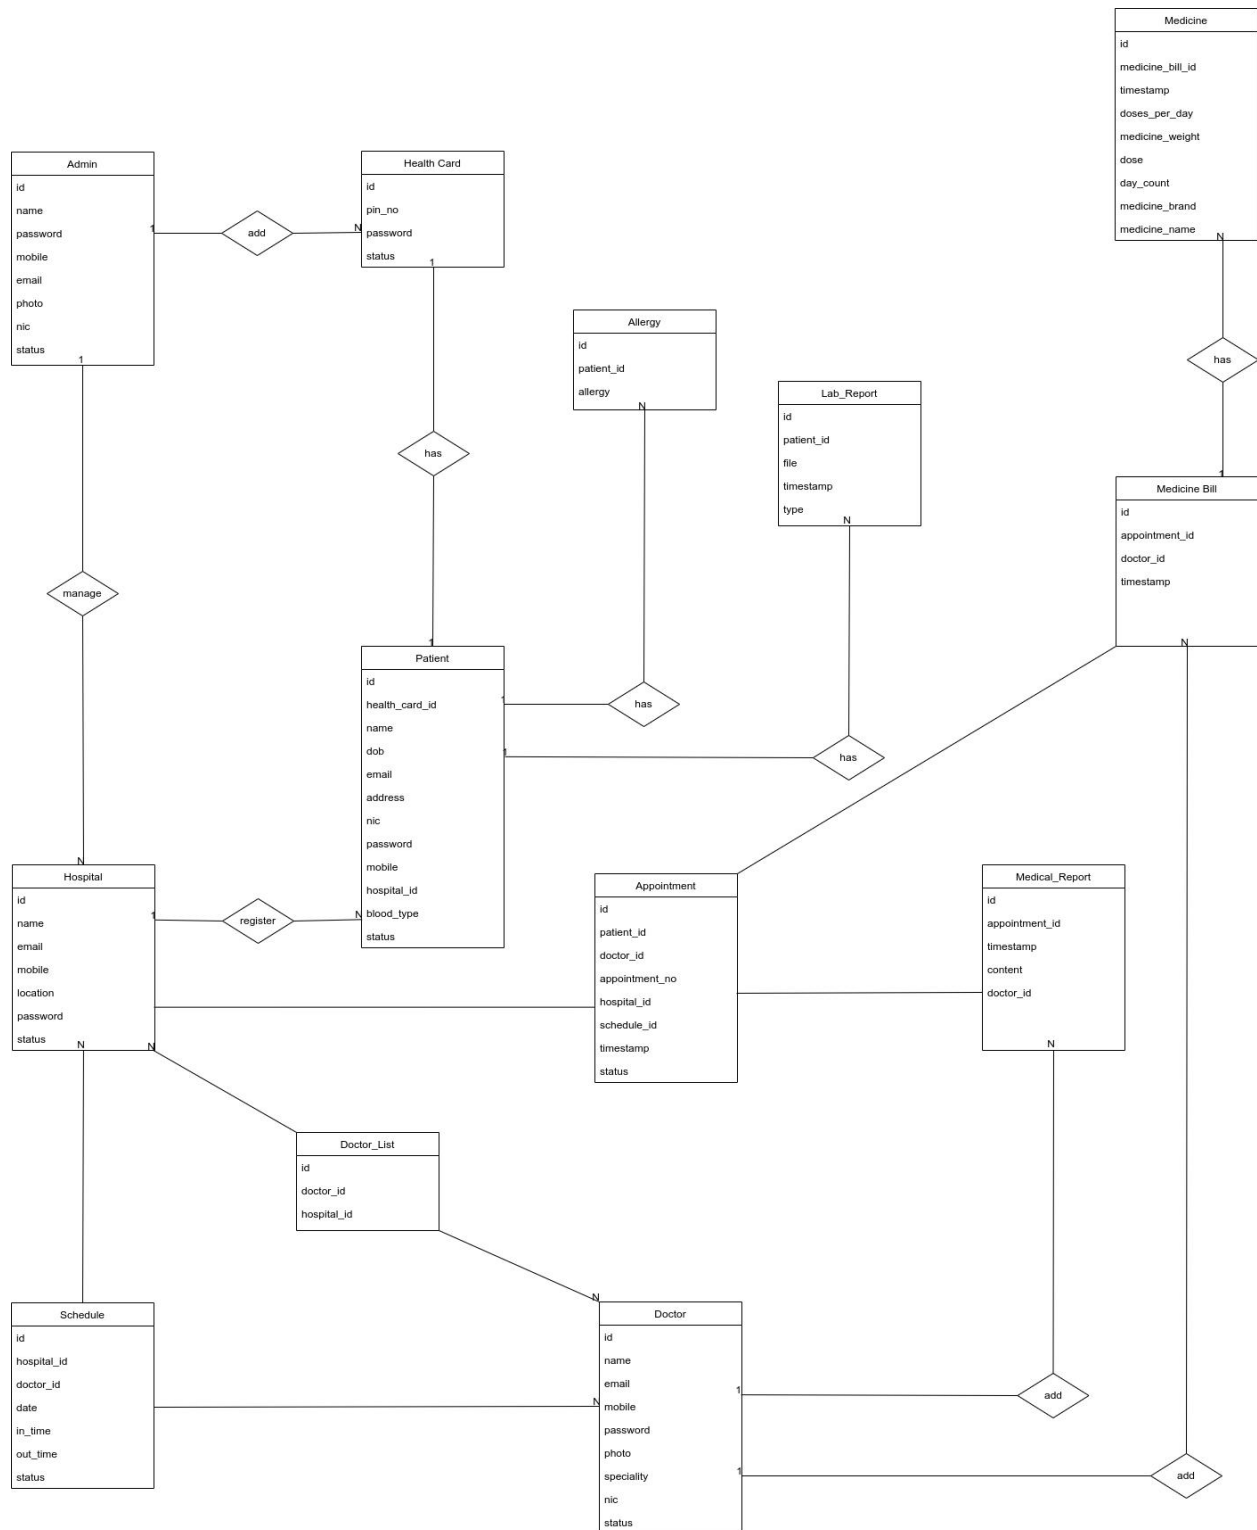 Medicine
id
medicine_bill_id
timestamp
doses_per_day
medicine_weight
dose
day_count
medicine_brand
medicine_name
N
has
1
Admin
id
name
password
mobile
email
photo
nic
status
1
1
add
N
Health Card
id
pin_no
password
status
1
has
1
Allergy
id
patient_id
allergy
N
has
1
Lab_Report
id
patient_id
file
timestamp
type
N
has
1
Medicine Bill
id
appointment_id
doctor_id
timestamp
N
manage
N
Patient
id
health_card_id
name
dob
email
address
nic
password
mobile
hospital_id
blood_type
status
Hospital
id
name
email
mobile
location
password
status
1
register
N
N
N
Appointment
id
patient_id
doctor_id
appointment_no
hospital_id
schedule_id
timestamp
status
Medical_Report
id
appointment_id
timestamp
content
doctor_id
N
Doctor_List
id
doctor_id
hospital_id
N
Schedule
id
hospital_id
doctor_id
date
in_time
out_time
status
N
Doctor
id
name
email
mobile
password
photo
speciality
nic
status
1
add
1
add